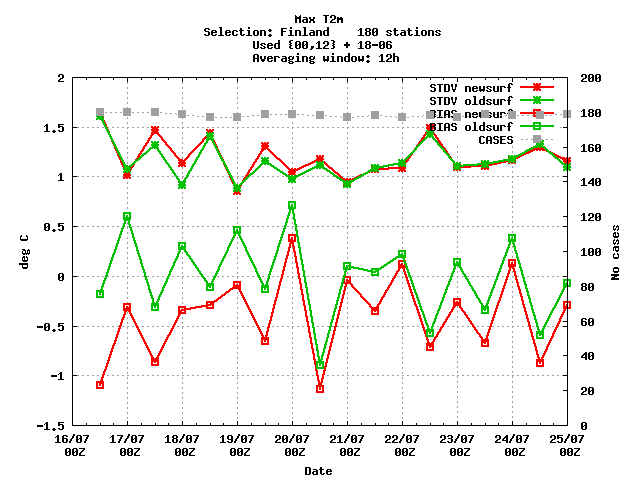 Max T2m
Selection: Finland    180 stations
Used {00,12} + 18-06
Averaging window: 12h
STDV newsurf
STDV oldsurf
BIAS newsurf
BIAS oldsurf
CASES
2
1.5
1
0.5
0
-0.5
-1
-1.5
deg C
200
180
160
140
120
100
80
60
40
20
0
No cases
16/07 17/07 18/07 19/07 20/07 21/07 22/07 23/07 24/07 25/07
00Z 00Z 00Z 00Z 00Z 00Z 00Z 00Z 00Z 00Z
Date